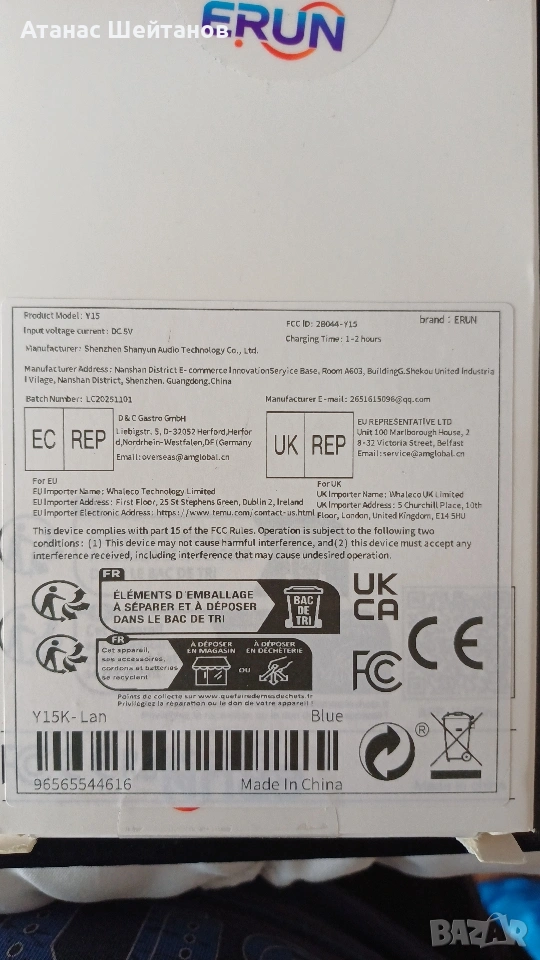 Атанас Шейтанов
ERUN
Product Model: Y15
Input voltage current: DC 5V
FCC ID: 2B044-Y15
Charging Time: 1-2 hours
brand: ERUN
Manufacturer: Shenzhen Shanyun Audio Technology Co., Ltd.
Manufacturer Address: Nanshan District E-commerce InnovationService Base, Room A603, BuildingG.Shekou United Industria
l Vilage, Nanshan District, Shenzhen. Guangdong.China
Batch Number: LC20251101
Manufacturer E-mail: 2651615096@qq.com
EC REP
D & C Gastro GmbH
Liebigstr. 5, D-32052 Herford,Herfor
d,Nordrhein-Westfalen,DE (Germany
Email:overseas@amglobal.cn
UK REP
EU REPRESENTATIVE LTD
Unit 100 Marlborough House, 2
8-32 Victoria Street, Belfast
Email:service@amglobal.cn
For EU
EU Importer Name: Whaleco Technology Limited
EU Importer Address: First Floor, 25 St Stephens Green, Dublin 2, Ireland
EU Importer Electronic Address: https://www.temu.com/contact-us.html
For UK
UK Importer Name: Whaleco UK Limited
UK Importer Address: 5 Churchill Place, 10th
Floor, London, United Kingdom, E14 5HU
This device complies with part 15 of the FCC Rules. Operation is subject to the following two
conditions: (1) This device may not cause harmful interference, and(2) this device must accept any
interference received, including interference that may cause undesired operation.
FR
ÉLÉMENTS D'EMBALLAGE
À SÉPARER ET À DÉPOSER
DANS LE BAC DE TRI
BAC
DE
TRI
UK
CA
FR
Cet appareil,
ses accessoires,
cordons et batteries
se recyclent
À DÉPOSER
EN MAGASIN
OU
À DÉPOSER
EN DÉCHÈTERIE
Points de collecte sur www.quefairedemesdechets.fr
Privilégiez la réparation ou le don de votre appareil !
FC
CE
Y15K-Lan
Blue
96565544616
Made In China
®
BAZAR